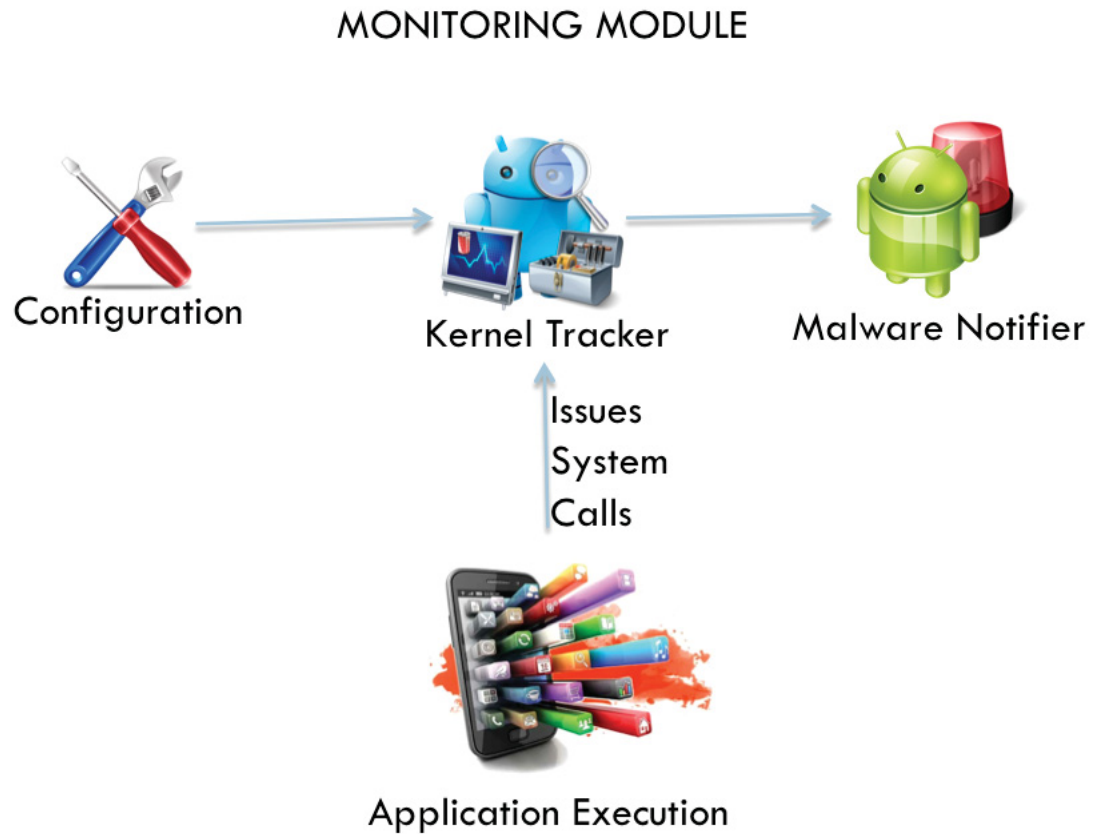 MONITORING MODULE
Configuration
Kernel Tracker
Malware Notifier
Issues
System
Calls
Application Execution